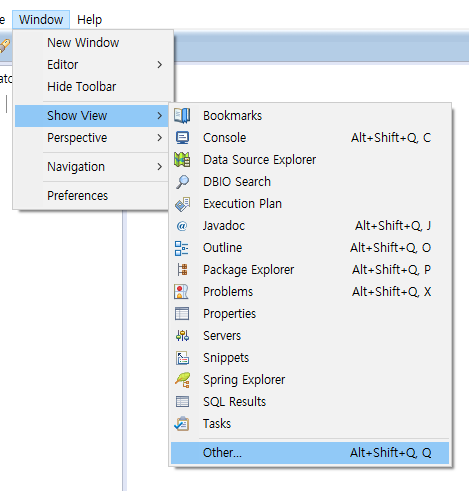 e Window Help
New Window
Editor
Hide Toolbar
Show View
Perspective
Navigation
Preferences
Bookmarks
Console Alt+Shift+Q, C
Data Source Explorer
DBIO Search
Execution Plan
@ Javadoc Alt+Shift+Q, J
Outline Alt+Shift+Q, O
Package Explorer Alt+Shift+Q, P
Problems Alt+Shift+Q, X
Properties
Servers
Snippets
Spring Explorer
SQL Results
Tasks
Other... Alt+Shift+Q, Q